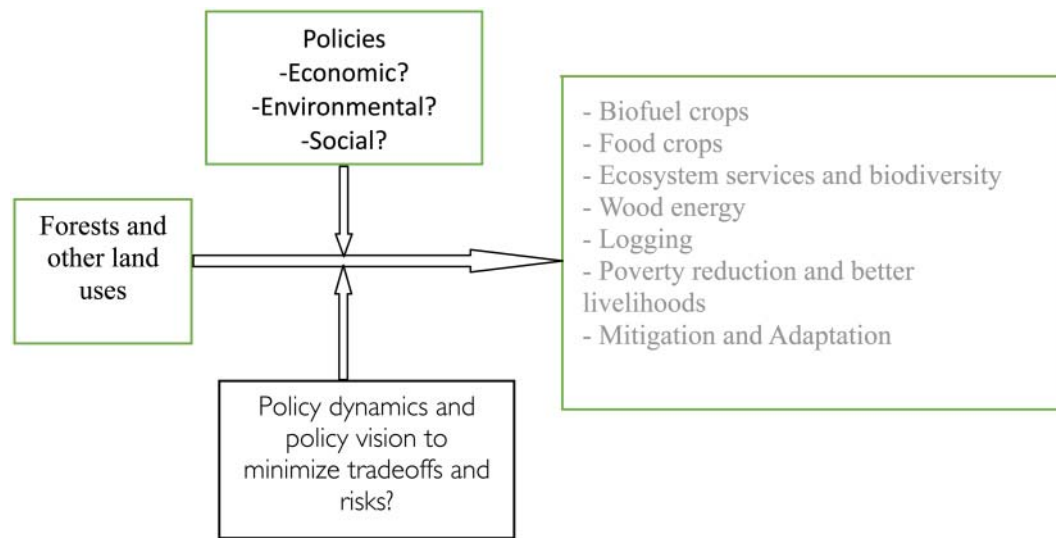 Policies
-Economic?
-Environmental?
-Social?
Forests and
other land
uses
- Biofuel crops
- Food crops
- Ecosystem services and biodiversity
- Wood energy
- Logging
- Poverty reduction and better
livelihoods
- Mitigation and Adaptation
Policy dynamics and
policy vision to
minimize tradeoffs and
risks?